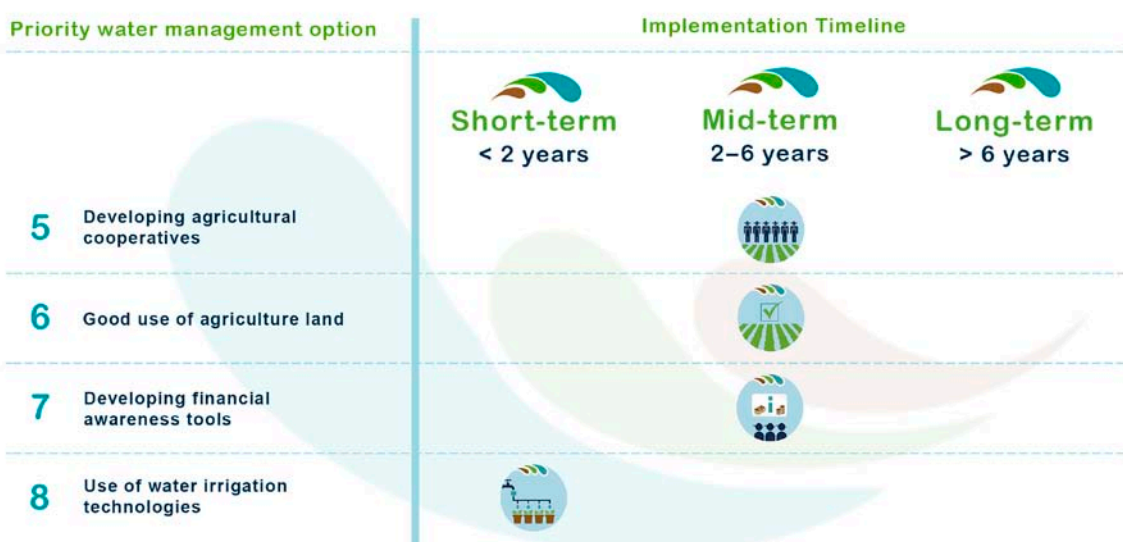 Priority water management option
Implementation Timeline
Short-term
< 2 years
Mid-term
2–6 years
Long-term
> 6 years
5
Developing agricultural
cooperatives
6
Good use of agriculture land
7
Developing financial
awareness tools
i
8
Use of water irrigation
technologies